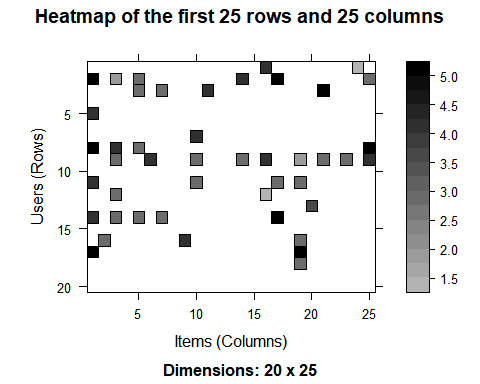 Heatmap of the first 25 rows and 25 columns
5.0
4.5
4.0
3.5
3.0
2.5
2.0
1.5
Users (Rows)
5
10
15
20
5 10 15 20 25
Items (Columns)
Dimensions: 20 x 25